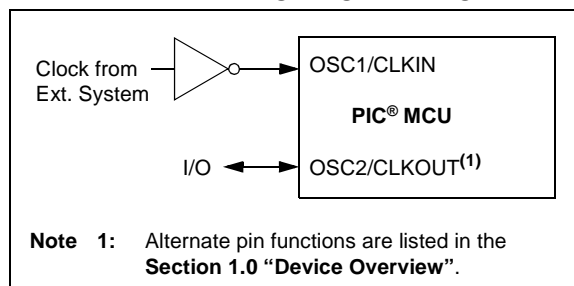 Clock from
Ext. System
OSC1/CLKIN
PIC® MCU
I/O
OSC2/CLKOUT(1)
Note 1: Alternate pin functions are listed in the
Section 1.0 “Device Overview”.